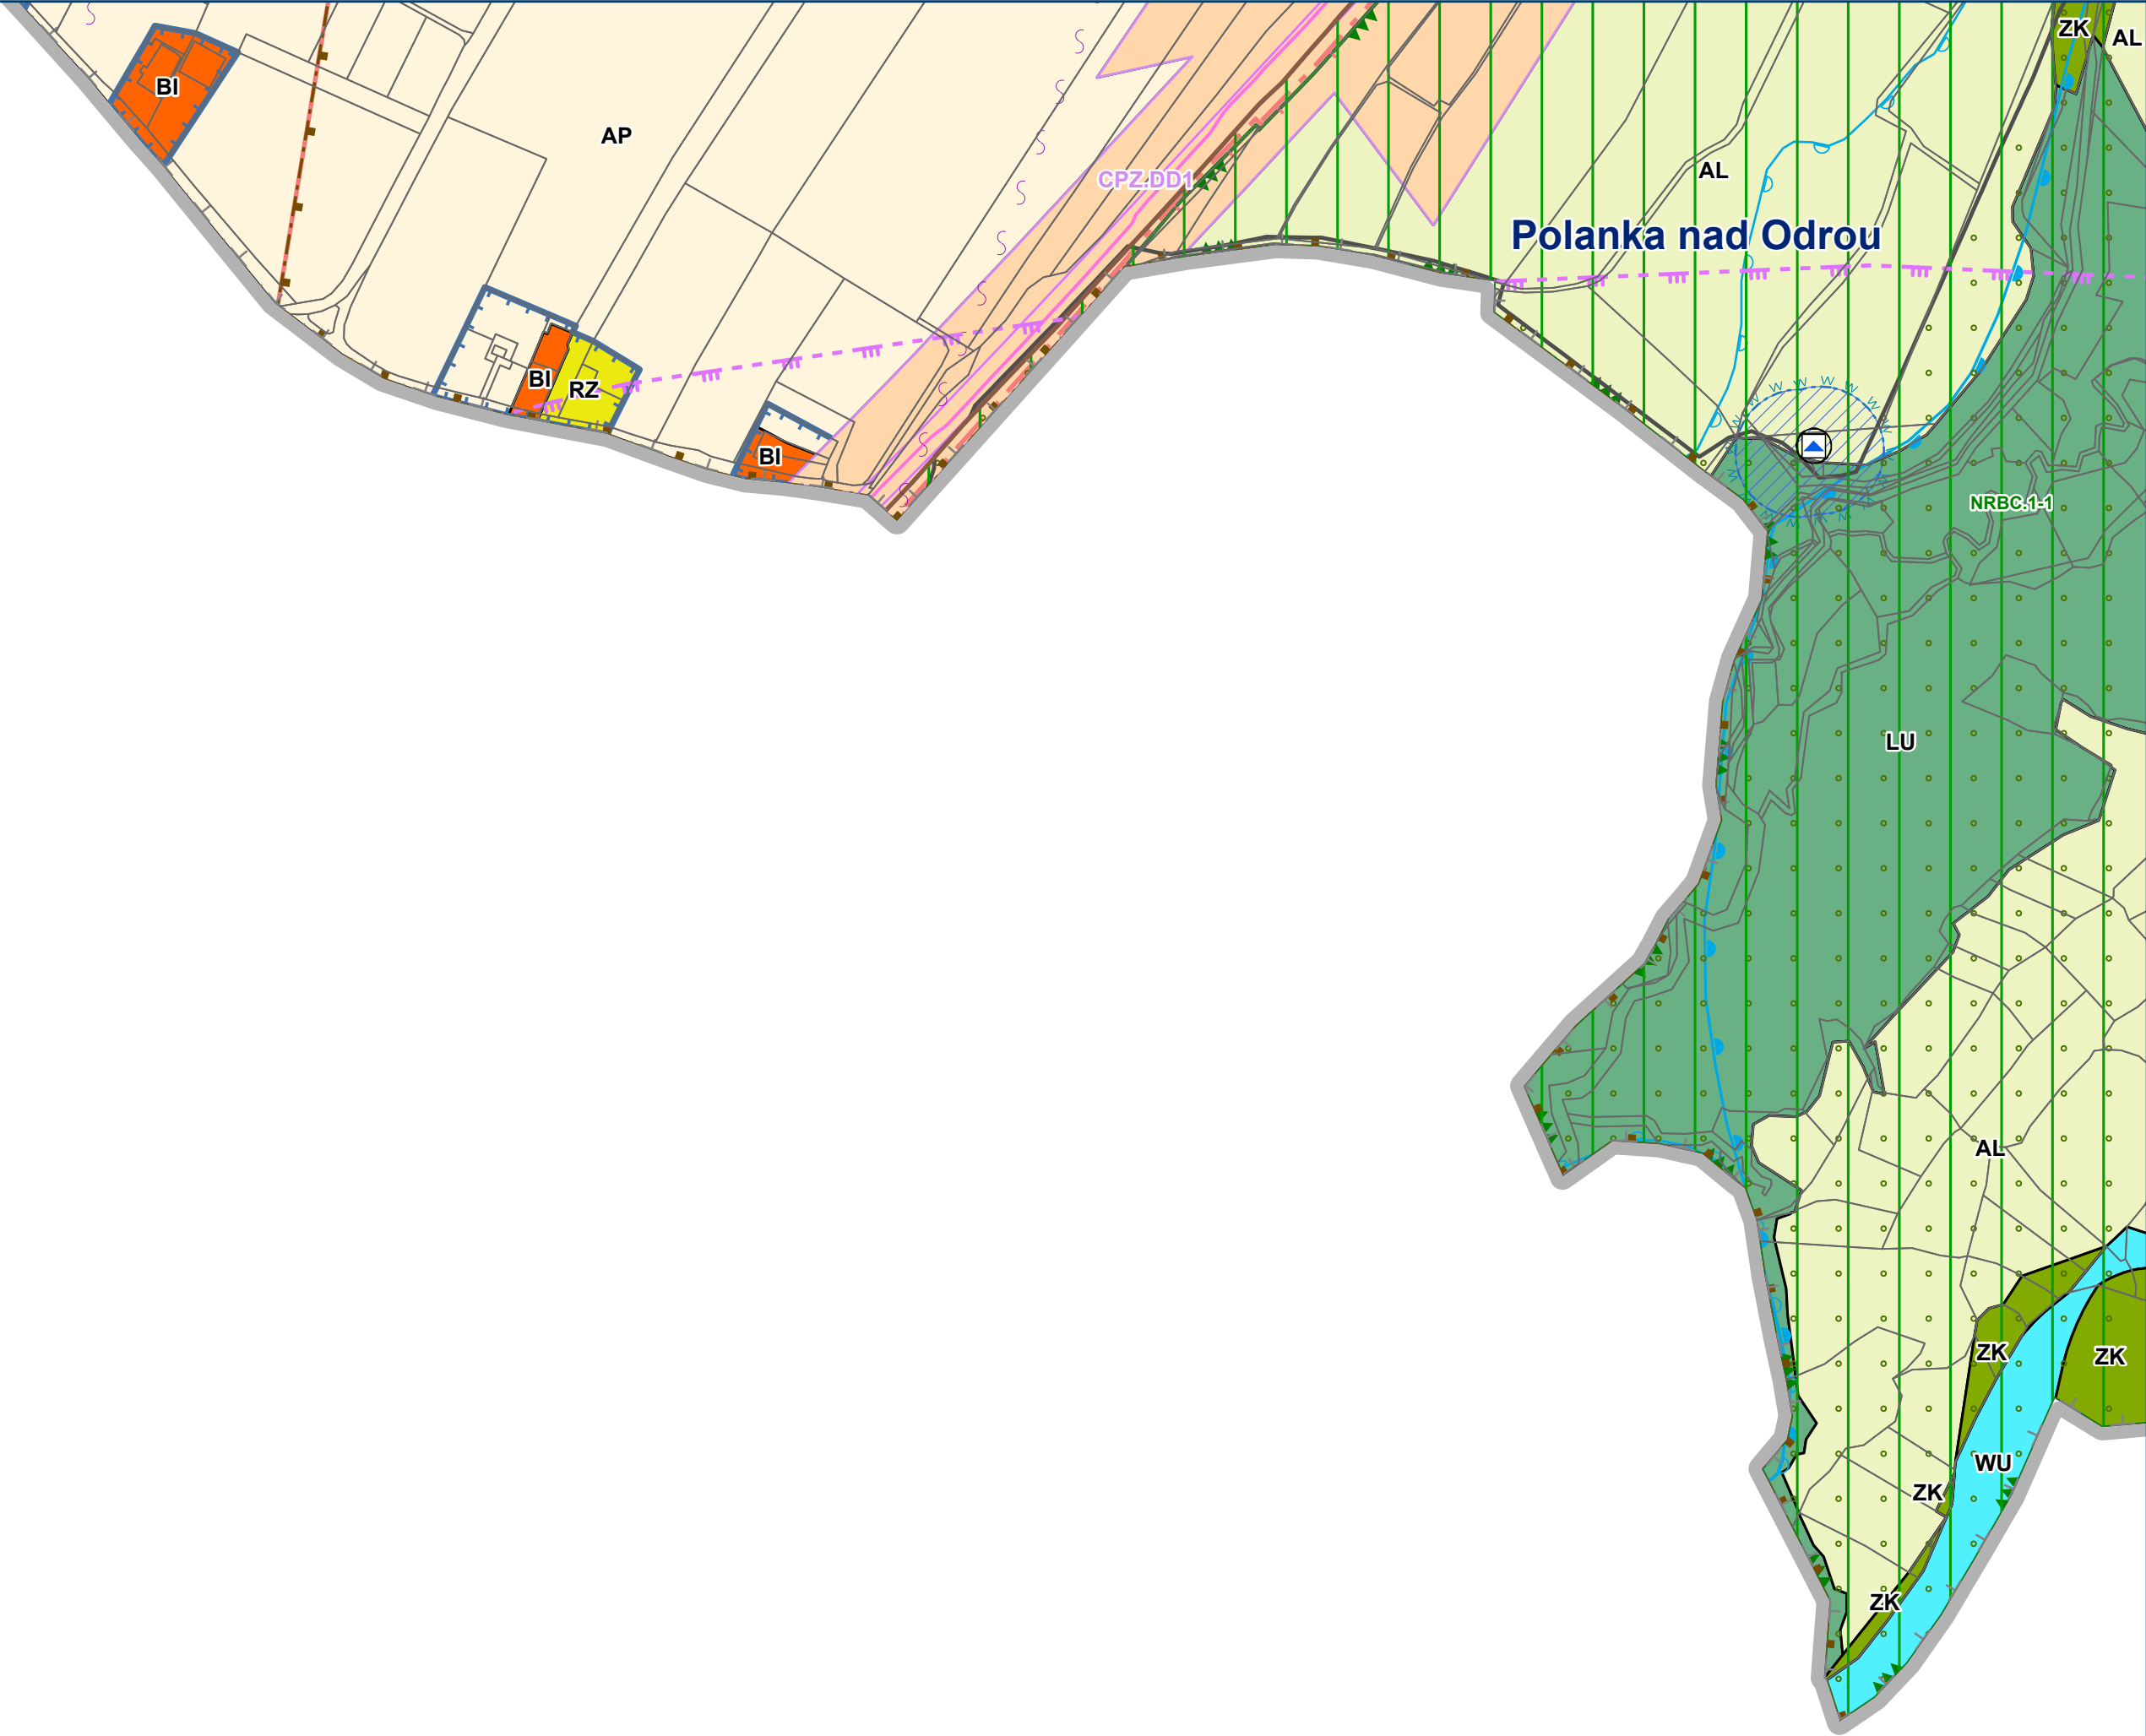 ZK
AL
BI
AP
AL
CPZ.DD1
Polanka nad Odrou
BI
RZ
BI
NRBC.1-1
LU
AL
ZK
ZK
WU
ZK
ZK